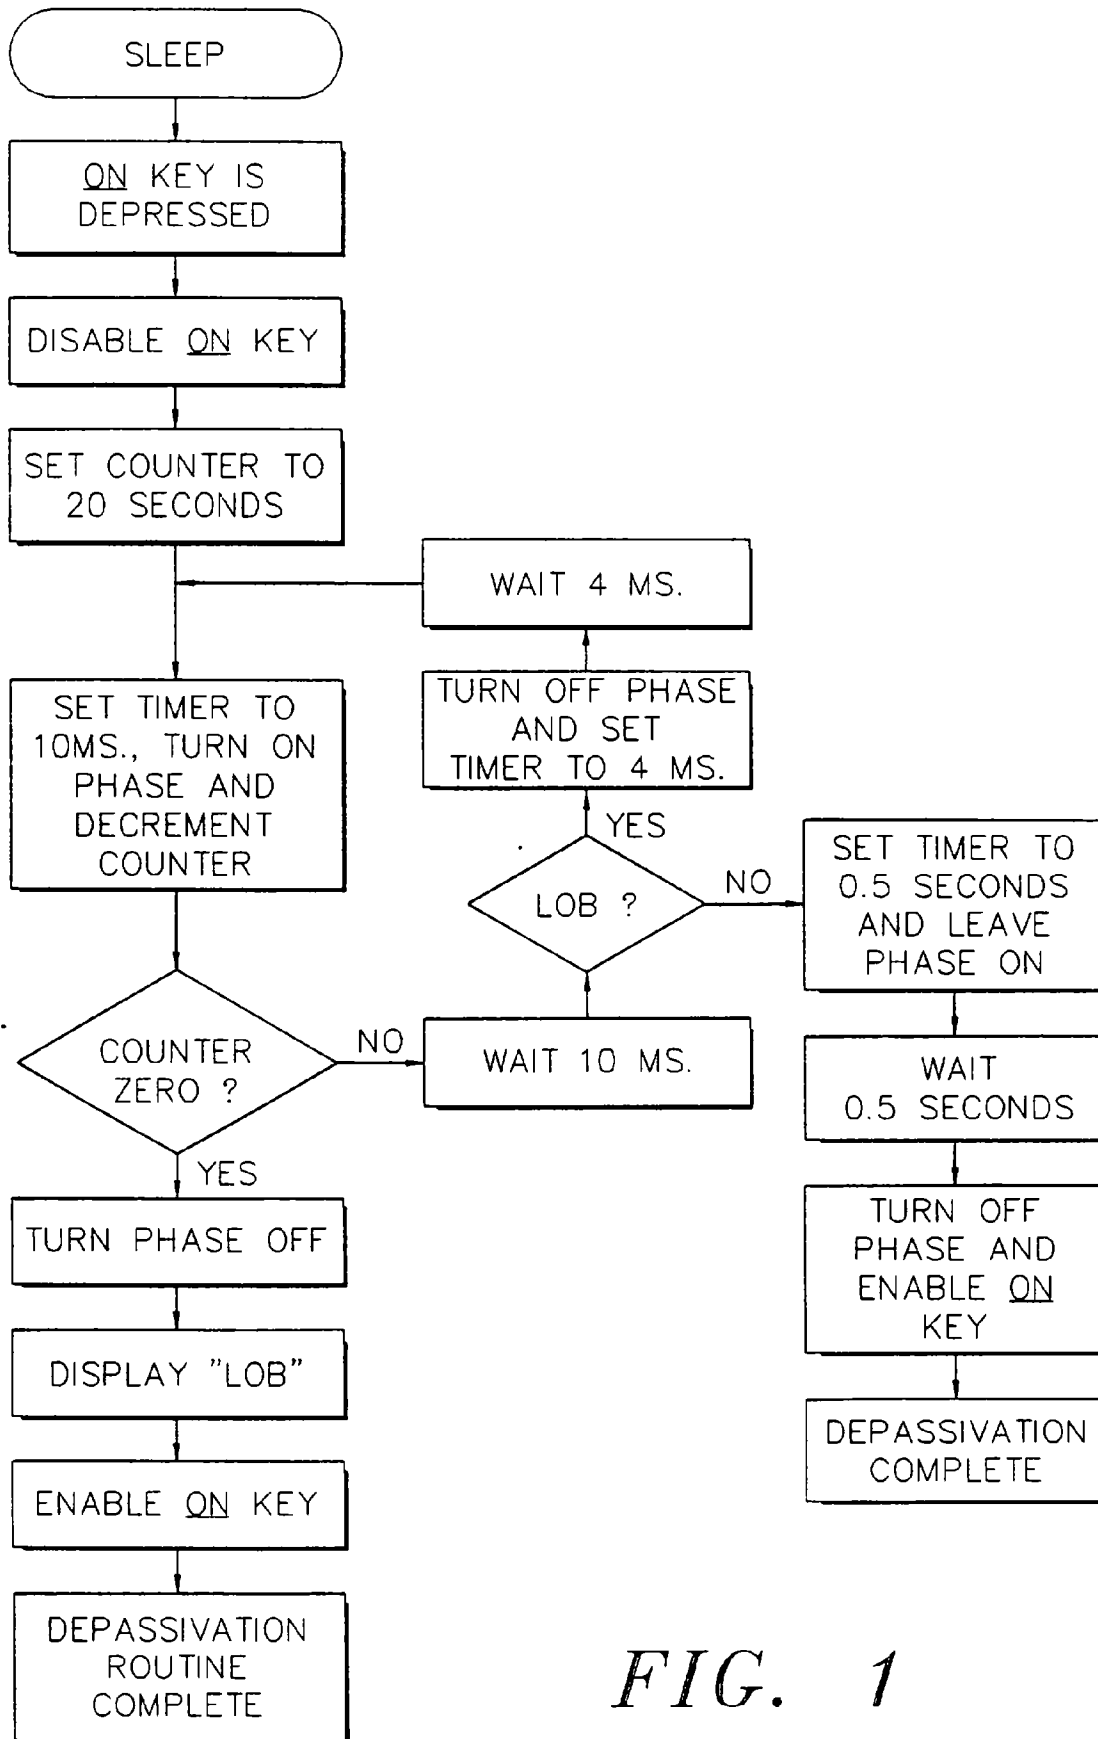 SLEEP
ON KEY IS
DEPRESSED
DISABLE ON KEY
SET COUNTER TO
20 SECONDS
WAIT 4 MS.
SET TIMER TO
10MS., TURN ON
PHASE AND
DECREMENT
COUNTER
TURN OFF PHASE
AND SET
TIMER TO 4 MS.
YES
LOB ?
NO
SET TIMER TO
0.5 SECONDS
AND LEAVE
PHASE ON
COUNTER
ZERO ?
NO
WAIT 10 MS.
WAIT
0.5 SECONDS
YES
TURN PHASE OFF
TURN OFF
PHASE AND
ENABLE ON
KEY
DISPLAY "LOB"
DEPASSIVATION
COMPLETE
ENABLE ON KEY
DEPASSIVATION
ROUTINE
COMPLETE
FIG. 1